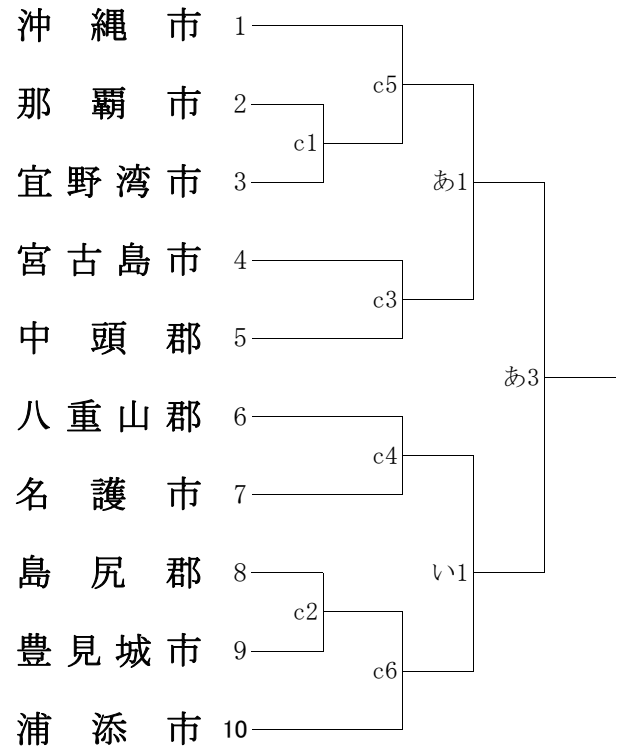 沖縄市 1
c5
那覇市 2
c1
宜野湾市 3
あ1
宮古島市 4
c3
中頭郡 5
あ3
八重山郡 6
c4
名護市 7
島尻郡 8
い1
c2
豊見城市 9
c6
浦添市 10